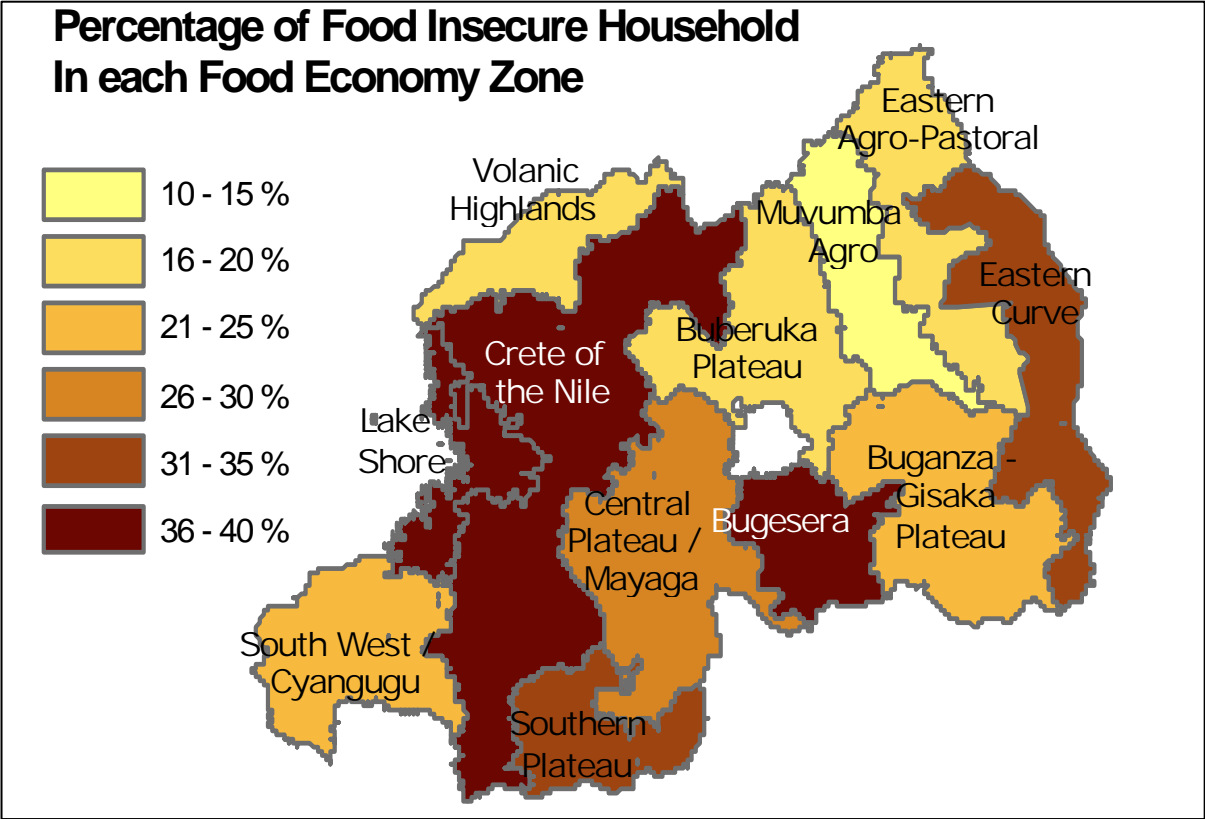 Percentage of Food Insecure Household
In each Food Economy Zone
10 - 15 %
16 - 20 %
21 - 25 %
26 - 30 %
31 - 35 %
36 - 40 %
Eastern
Agro-Pastoral
Volanic
Highlands
Muvumba
Agro
Eastern
Curve
Buberuka
Plateau
Crete of
the Nile
Lake
Shore
Buganza -
Gisaka
Plateau
Central
Plateau /
Mayaga
Bugesera
South West /
Cyangugu
Southern
Plateau